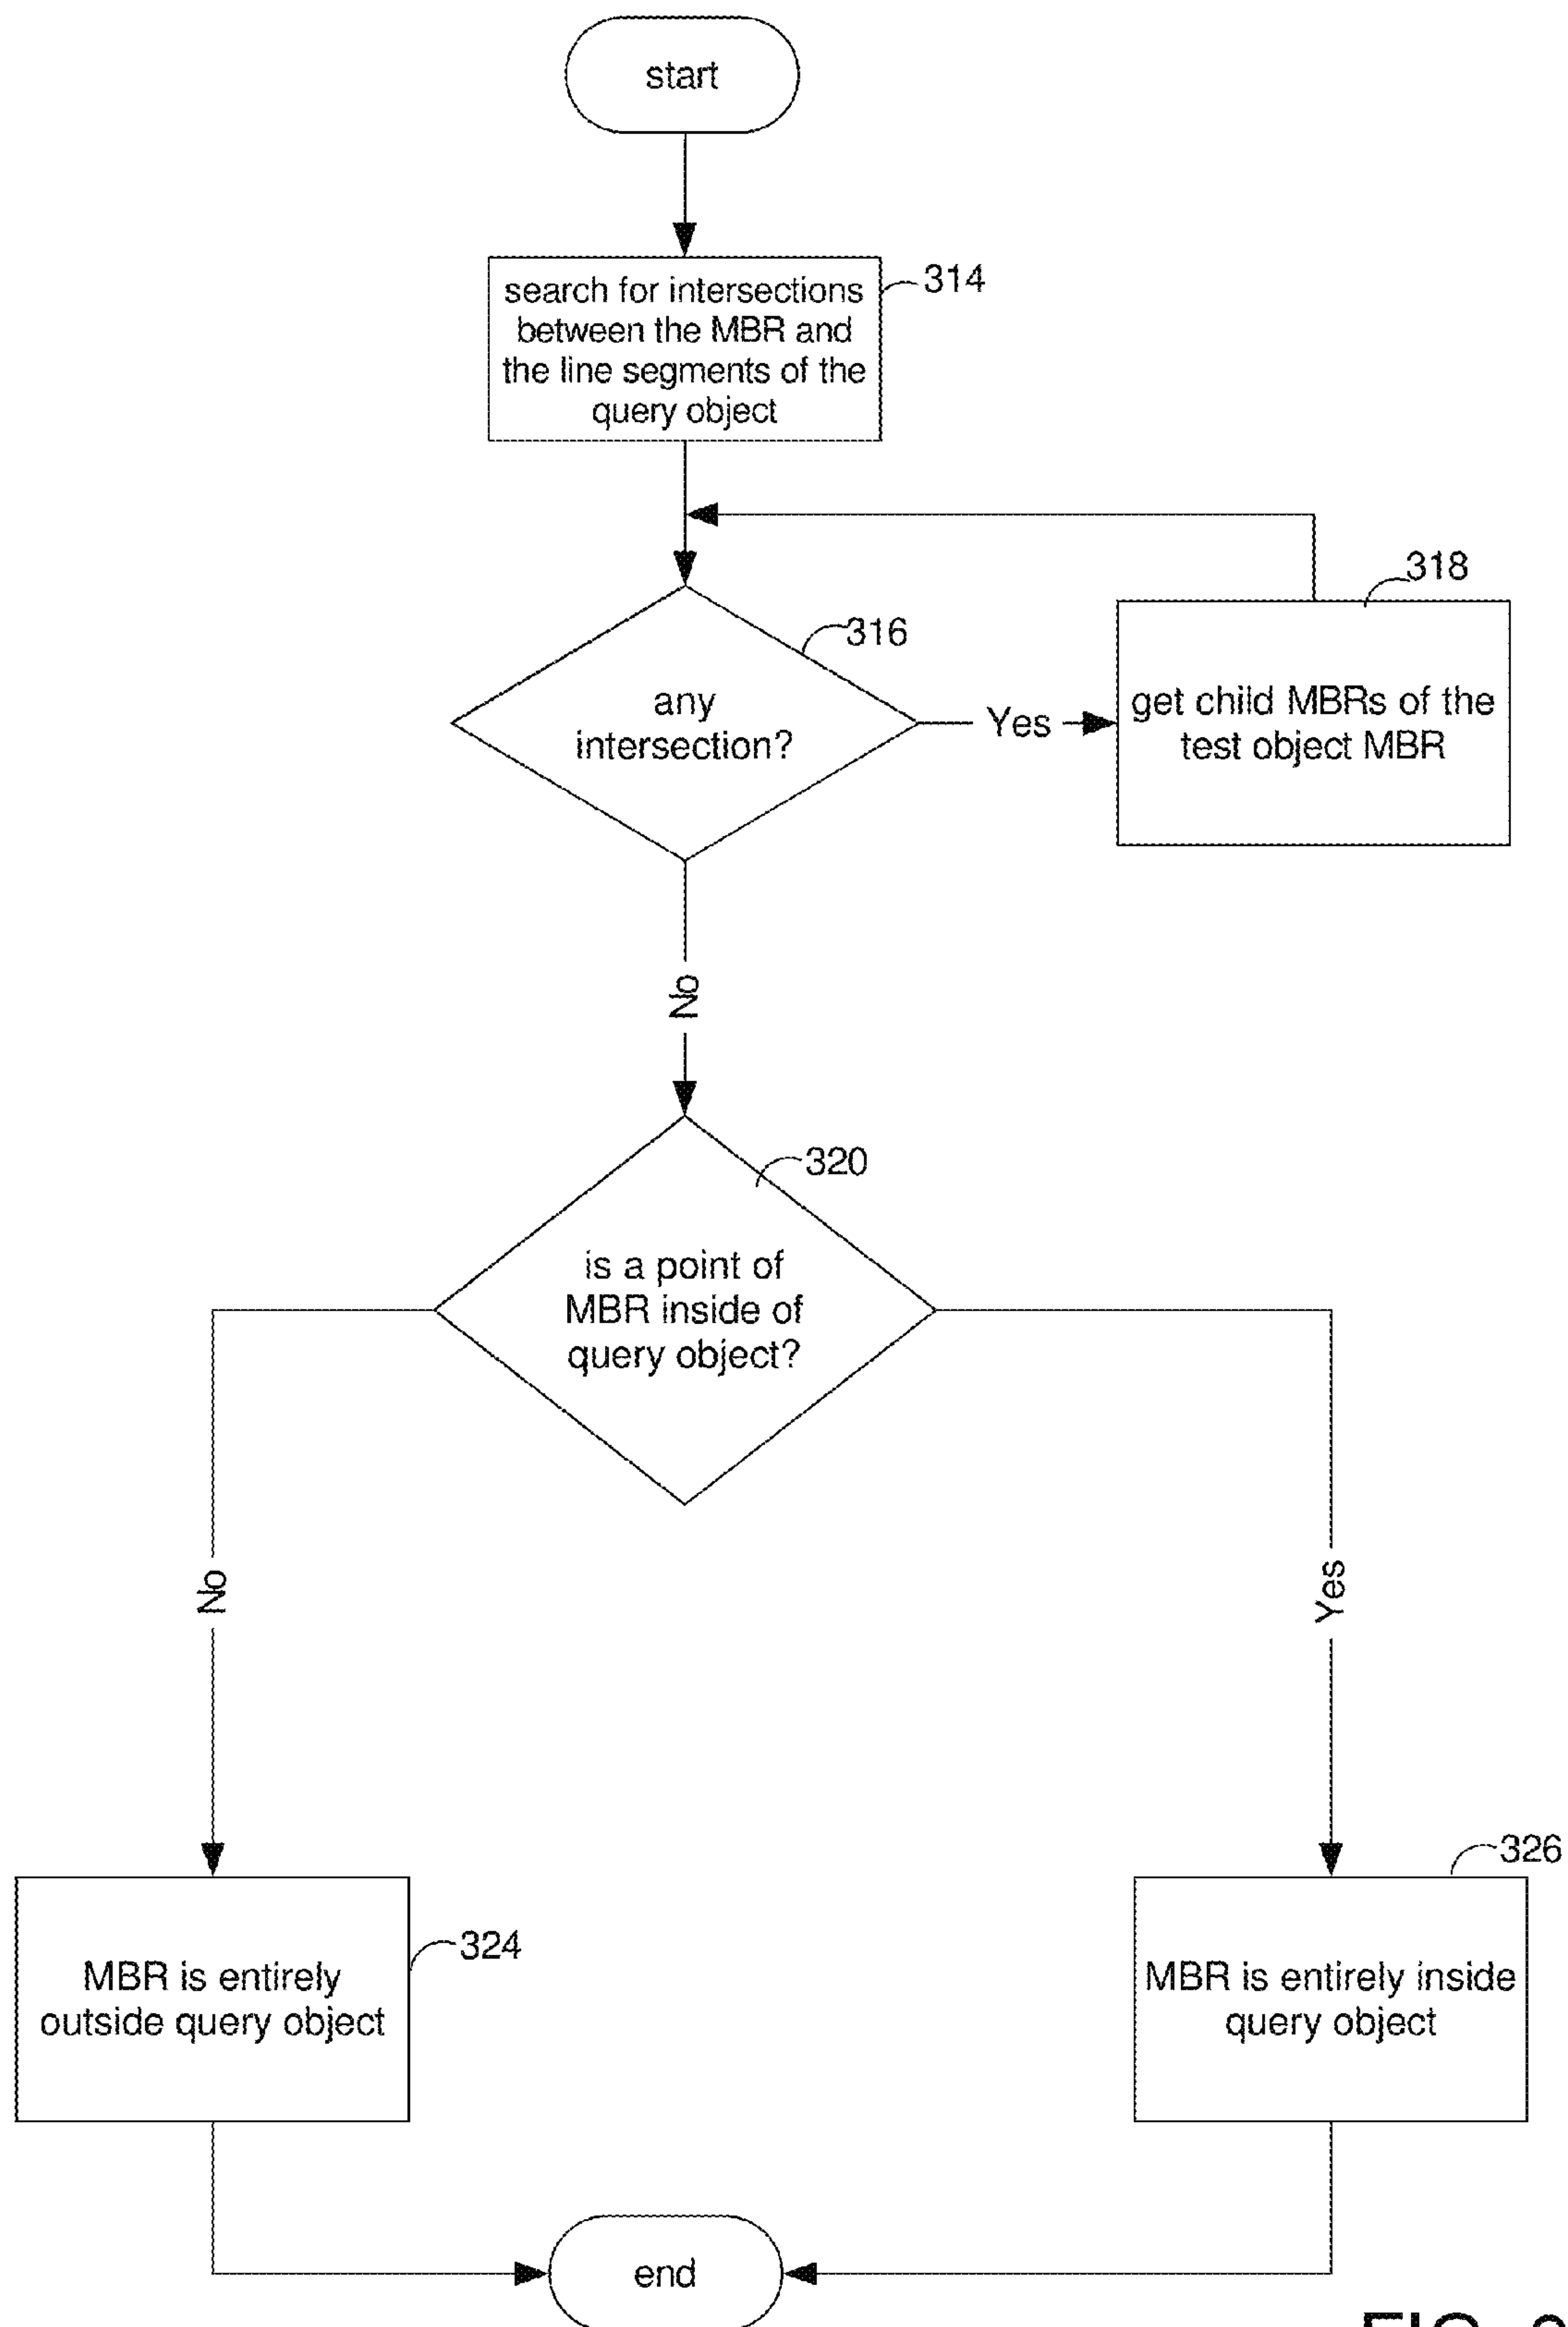 start
search for intersections
between the MBR and
the line segments of the
query object
314
318
316
any
intersection?
Yes
get child MBRs of the
test object MBR
No
320
is a point of
MBR inside of
query object?
No
Yes
326
324
MBR is entirely
outside query object
MBR is entirely inside
query object
end
FIG.